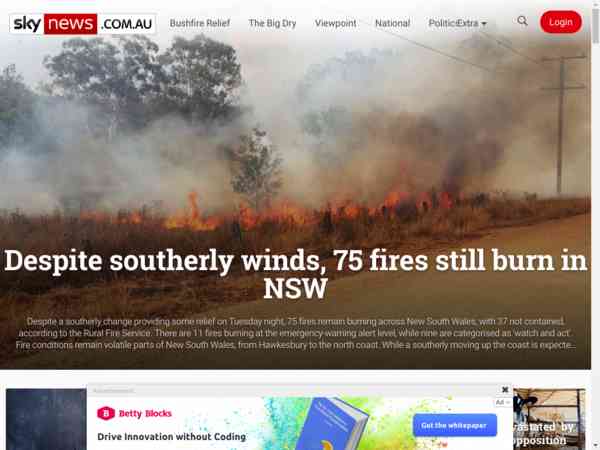 sky news .COM.AU
Bushfire Relief
The Big Dry
Viewpoint
National
Politics
Extra
Login
Despite southerly winds, 75 fires still burn in
NSW
Despite a southerly change providing some relief on Tuesday night, 75 fires remain burning across New South Wales, with 37 not contained,
according to the Rural Fire Service. There are 11 fires burning at the emergency warning alert level, while nine are categorised as 'watch and act'.
Fire conditions remain volatile parts of New South Wales, from Hawkesbury to the north coast. While a southerly moving up the coast is expecte...
Advertisement
Ad
B Betty Blocks
Drive Innovation without Coding
Get the whitepaper
vastated by
opposition